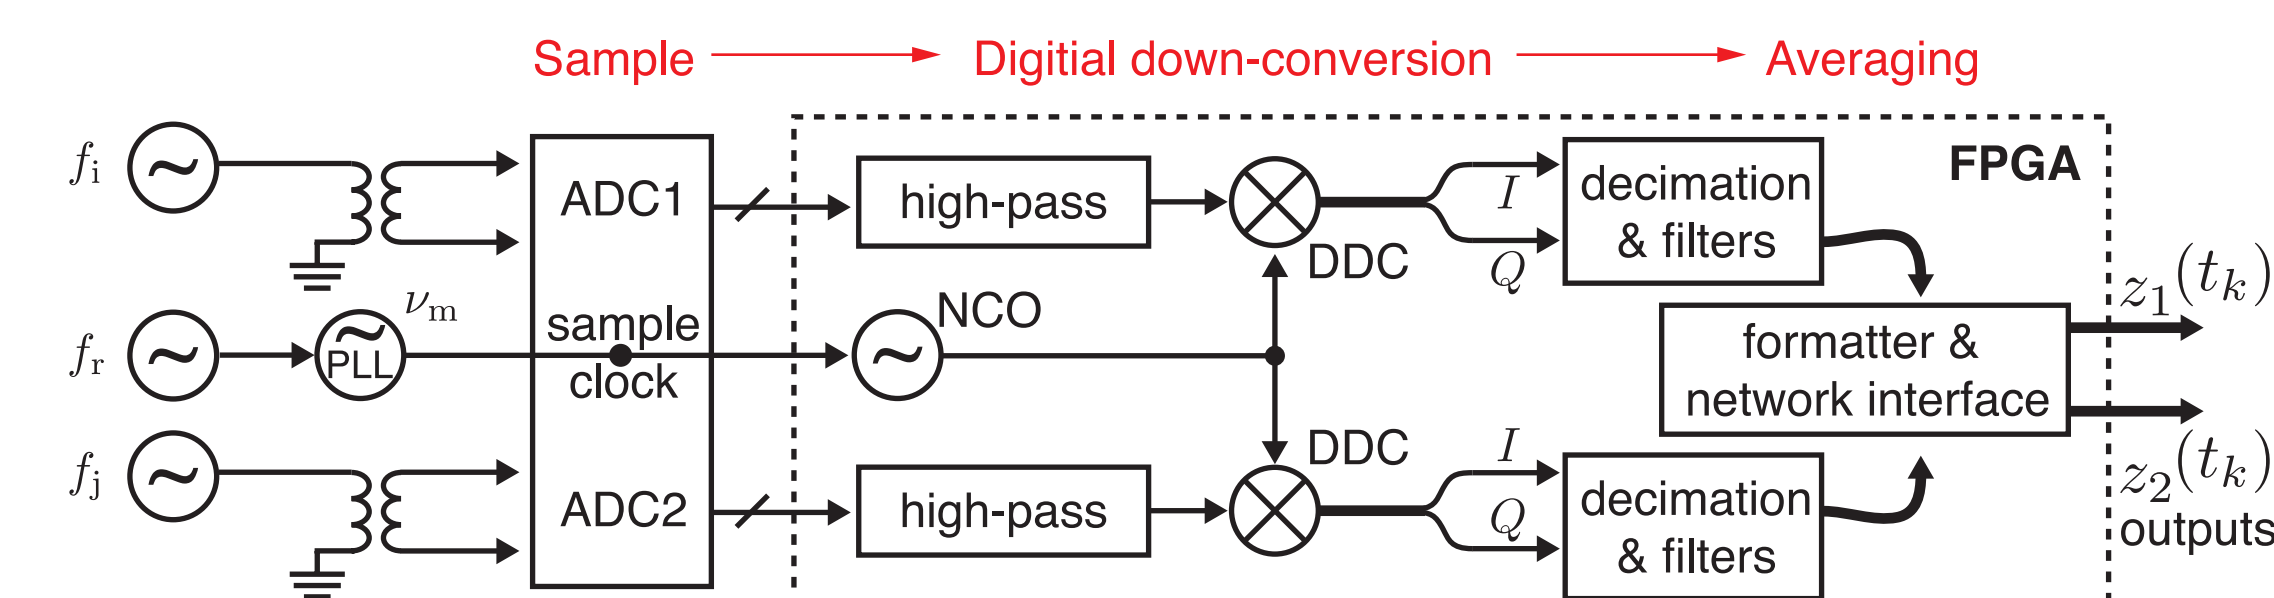 Sample Digitial down-conversion Averaging
f_i
ADC1
high-pass
DDC
I
Q
decimation
& filters
FPGA
f_r
PLL
ν_m
sample
clock
NCO
formatter &
network interface
z_1(t_k)
z_2(t_k)
outputs
f_j
ADC2
high-pass
DDC
I
Q
decimation
& filters